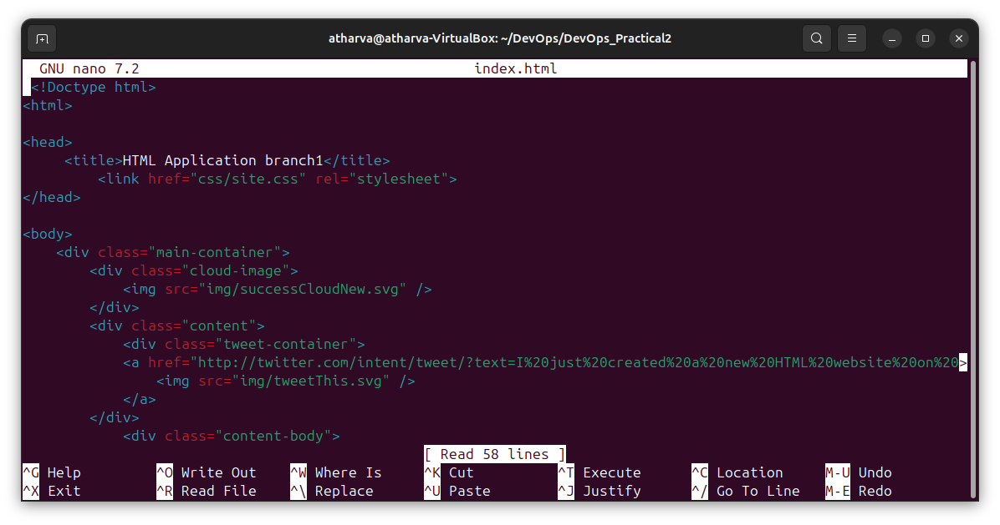 atharva@atharva-VirtualBox: ~/DevOps/DevOps_Practical2
GNU nano 7.2 index.html
<!Doctype html>
<html>
<head>
<title>HTML Application branch1</title>
<link href="css/site.css" rel="stylesheet">
</head>
<body>
<div class="main-container">
<div class="cloud-image">
<img src="img/successCloudNew.svg" />
</div>
<div class="content">
<div class="tweet-container">
<a href="http://twitter.com/intent/tweet/?text=I%20just%20created%20a%20new%20HTML%20website%20on%20>
<img src="img/tweetThis.svg" />
</a>
</div>
<div class="content-body">
[ Read 58 lines ]
^G Help ^O Write Out ^W Where Is ^K Cut ^T Execute ^C Location M-U Undo
^X Exit ^R Read File ^\ Replace ^U Paste ^J Justify ^/ Go To Line M-E Redo